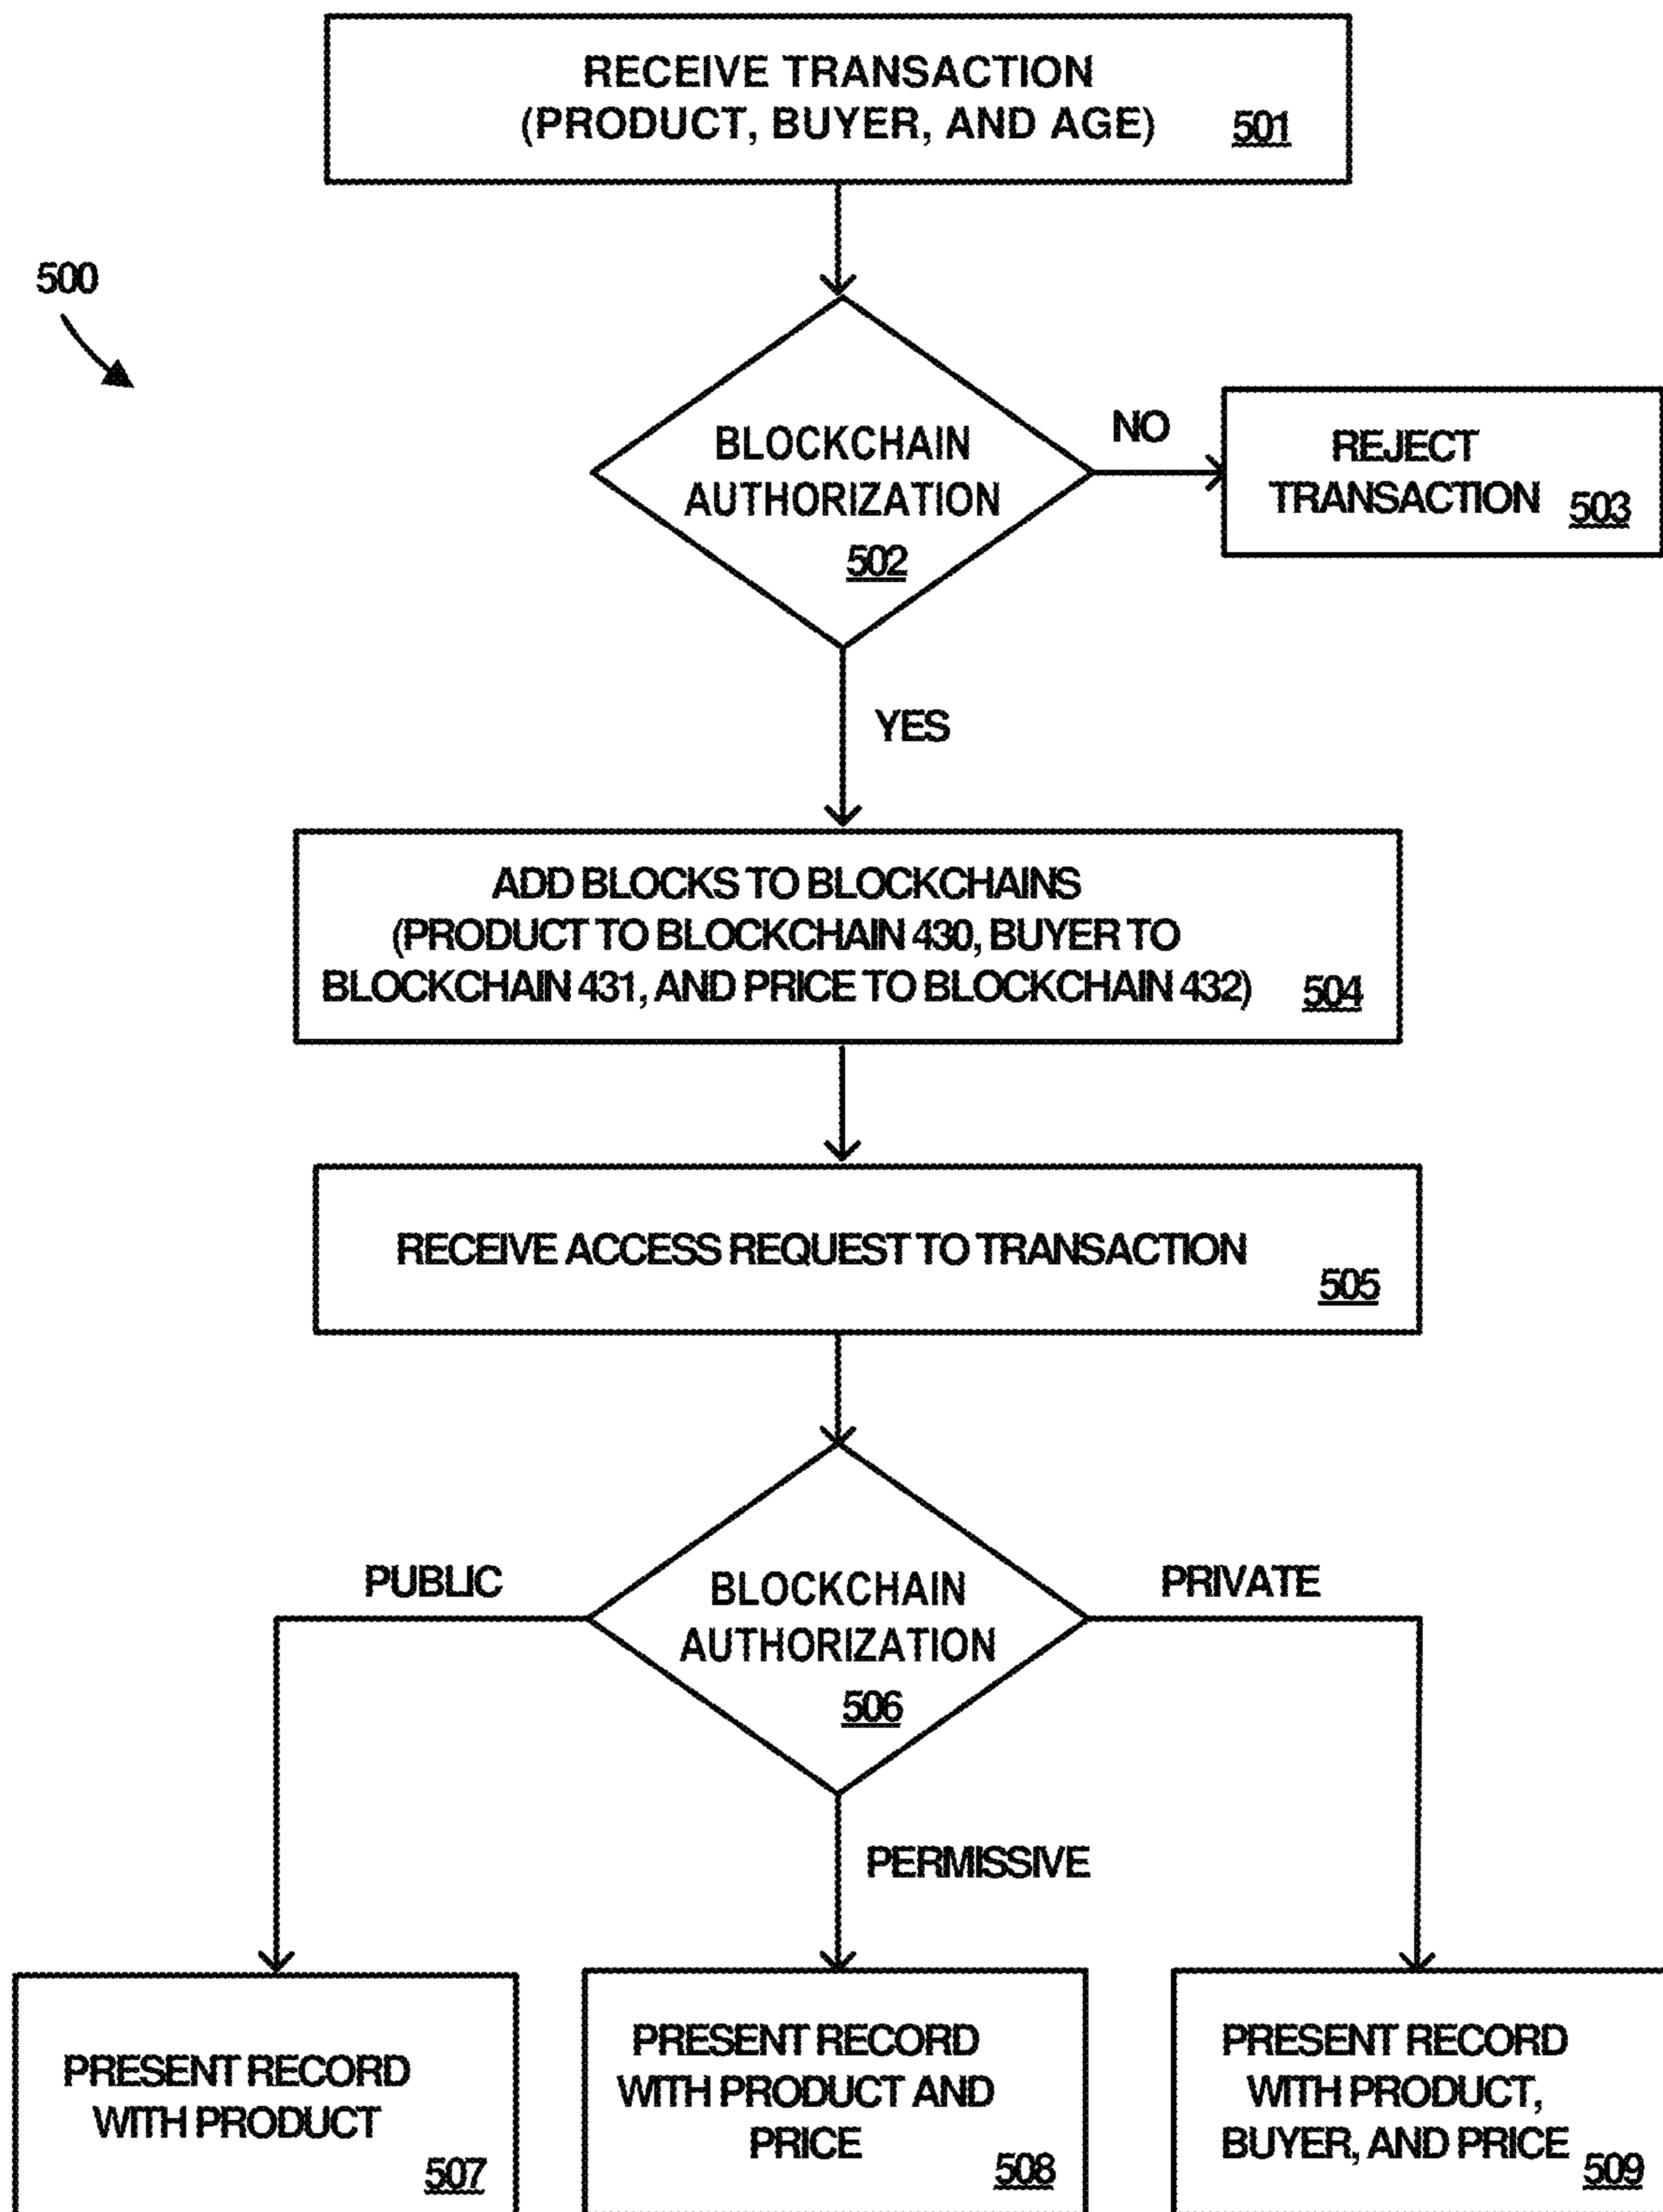 RECEIVE TRANSACTION
(PRODUCT, BUYER, AND AGE)
501
500
BLOCKCHAIN
AUTHORIZATION
502
NO
REJECT
TRANSACTION
503
YES
ADD BLOCKS TO BLOCKCHAINS
(PRODUCT TO BLOCKCHAIN 430, BUYER TO
BLOCKCHAIN 431, AND PRICE TO BLOCKCHAIN 432)
504
RECEIVE ACCESS REQUEST TO TRANSACTION
505
PUBLIC
BLOCKCHAIN
AUTHORIZATION
506
PRIVATE
PERMISSIVE
PRESENT RECORD
WITH PRODUCT
507
PRESENT RECORD
WITH PRODUCT AND
PRICE
508
PRESENT RECORD
WITH PRODUCT,
BUYER, AND PRICE
509